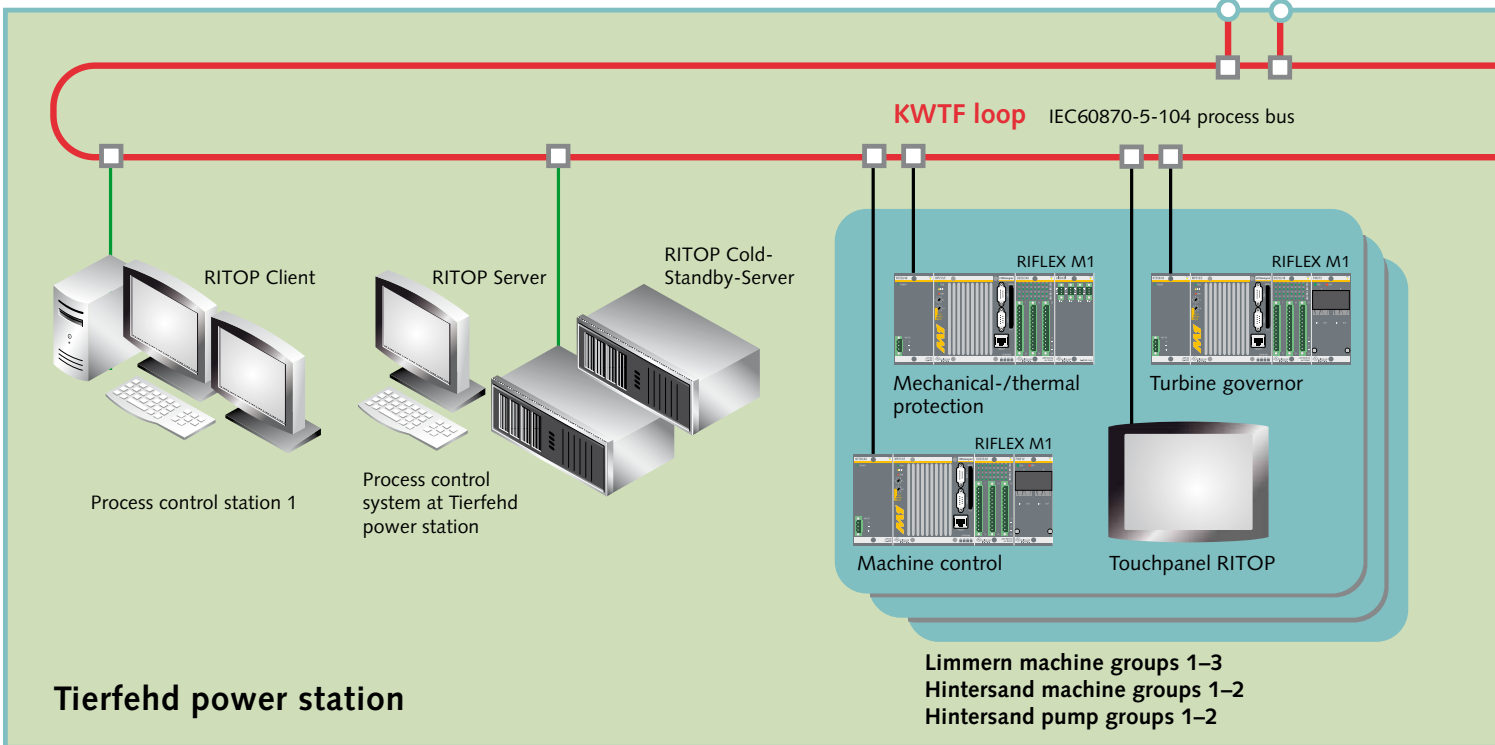 KWTF loop IEC60870-5-104 process bus
RITOP Client
RITOP Server
RITOP Cold-
Standby-Server
RIFLEX M1
RIFLEX M1
Mechanical-/thermal
protection
Turbine governor
RIFLEX M1
Process control station 1
Process control
system at Tierfehd
power station
Machine control
Touchpanel RITOP
Limmern machine groups 1–3
Hintersand machine groups 1–2
Hintersand pump groups 1–2
Tierfehd power station
M1
M1
M1